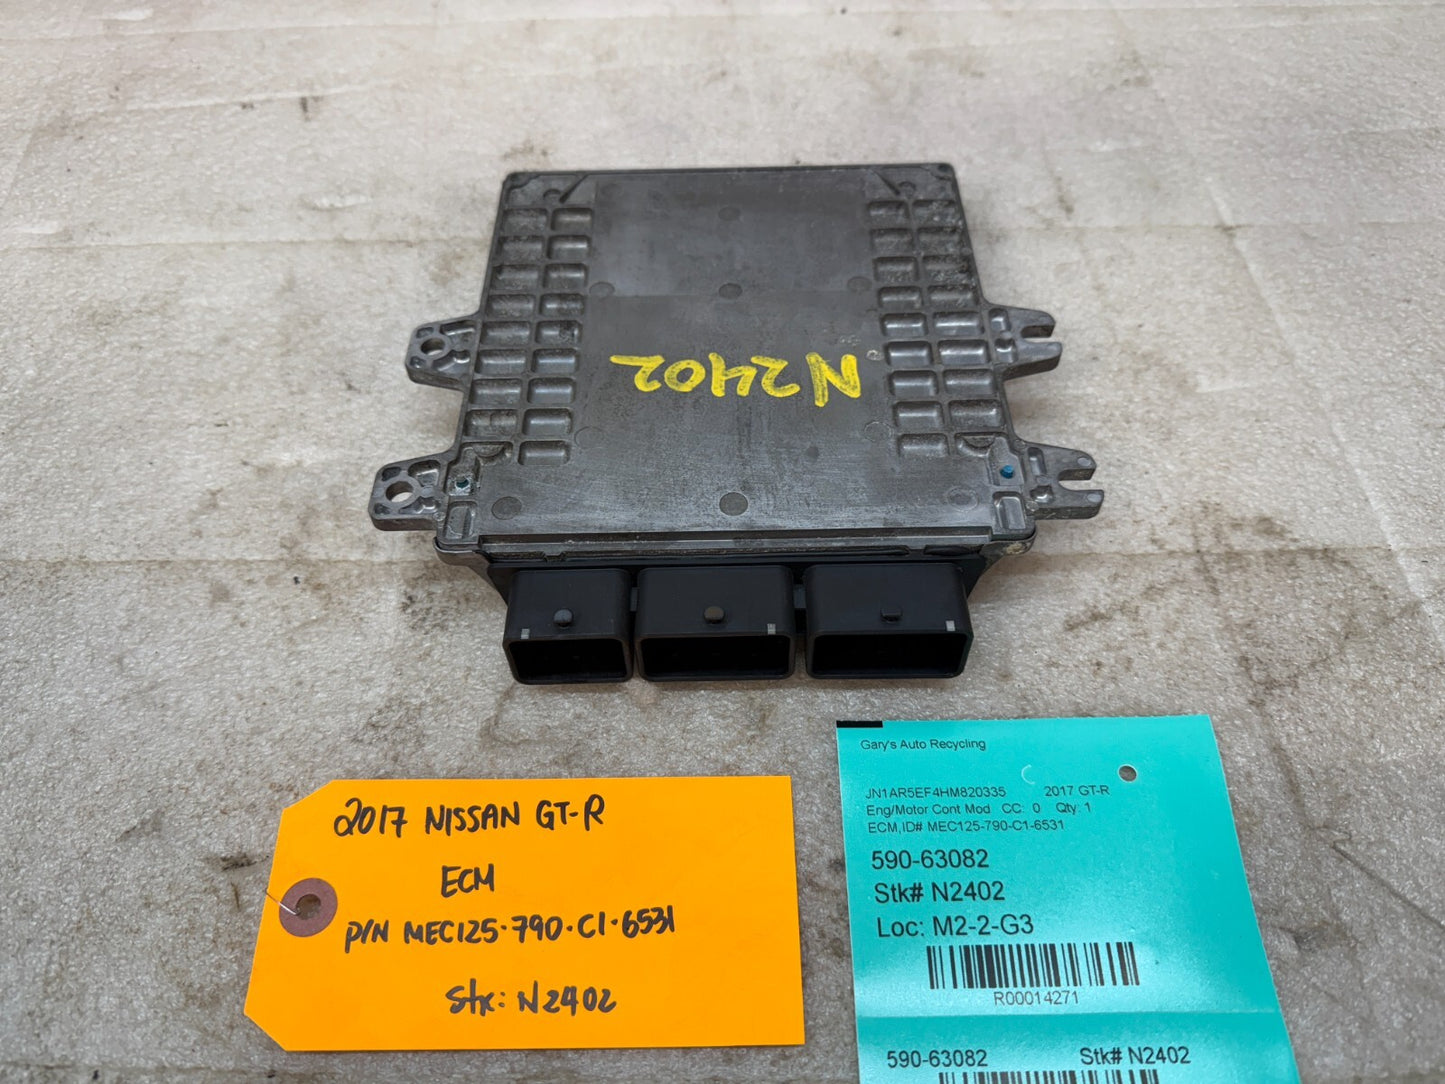 N2402
2017 NISSAN GT-R
ECM
P/N MEC125-790-C1-6531
Stk: N2402
Gary's Auto Recycling
JN1AR5EF4HM820335 2017 GT-R
Eng/Motor Cont Mod CC: 0 Qty: 1
ECM,ID# MEC125-790-C1-6531
590-63082
Stk# N2402
Loc: M2-2-G3
R00014271
590-63082 Stk# N2402